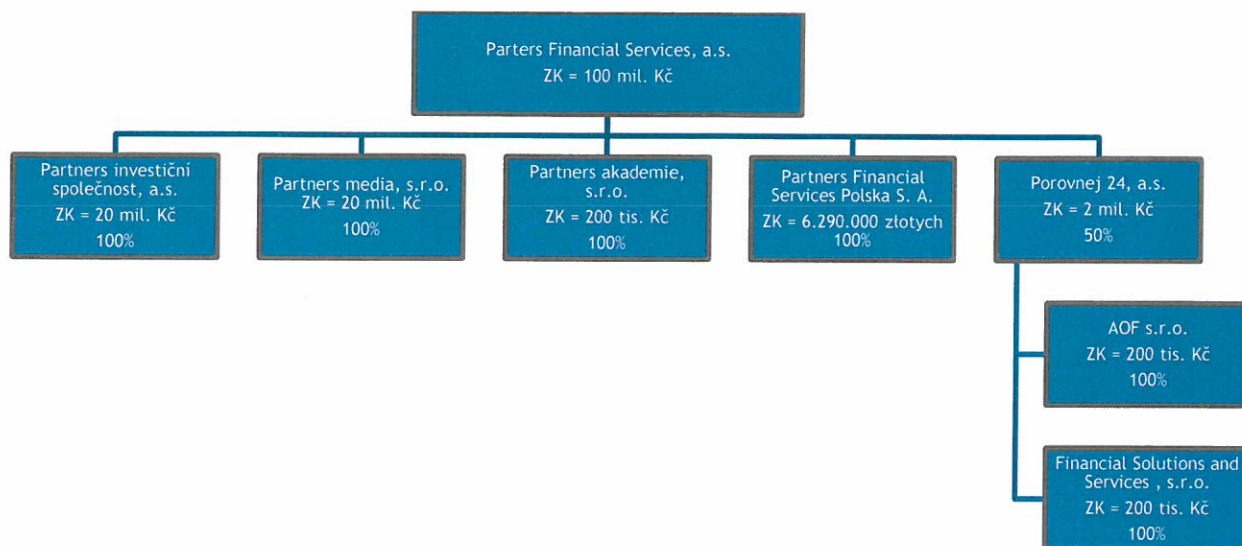 Parters Financial Services, a.s.
ZK = 100 mil. Kč
Partners investiční
společnost, a.s.
ZK = 20 mil. Kč
100%
Partners media, s.r.o.
ZK = 20 mil. Kč
100%
Partners akademie,
s.r.o.
ZK = 200 tis. Kč
100%
Partners Financial
Services Polska S. A.
ZK = 6.290.000 złotych
100%
Porovnej 24, a.s.
ZK = 2 mil. Kč
50%
AOF s.r.o.
ZK = 200 tis. Kč
100%
Financial Solutions and
Services , s.r.o.
ZK = 200 tis. Kč
100%